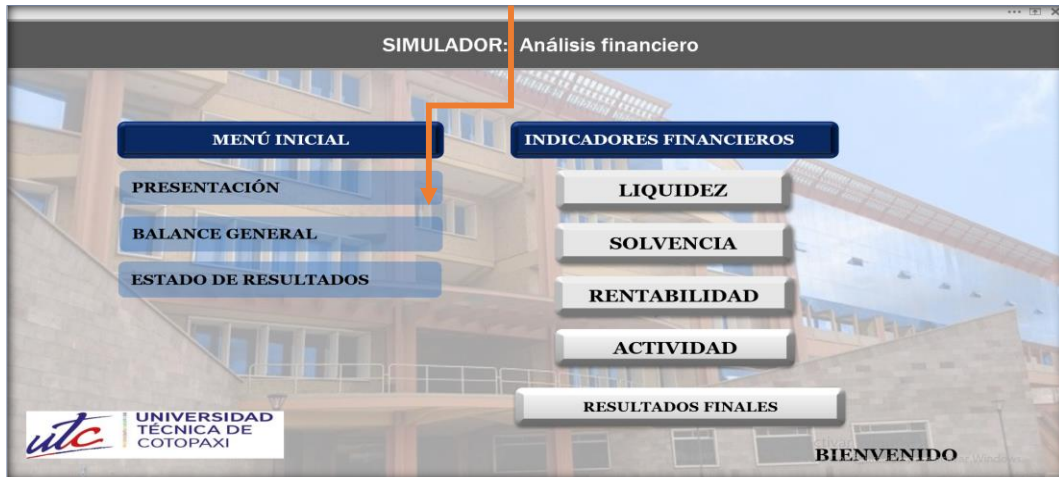 SIMULADOR: Análisis financiero
MENÚ INICIAL
PRESENTACIÓN
BALANCE GENERAL
ESTADO DE RESULTADOS
INDICADORES FINANCIEROS
LIQUIDEZ
SOLVENCIA
RENTABILIDAD
ACTIVIDAD
RESULTADOS FINALES
utc
UNIVERSIDAD
TÉCNICA DE
COTOPAXI
BIENVENIDO